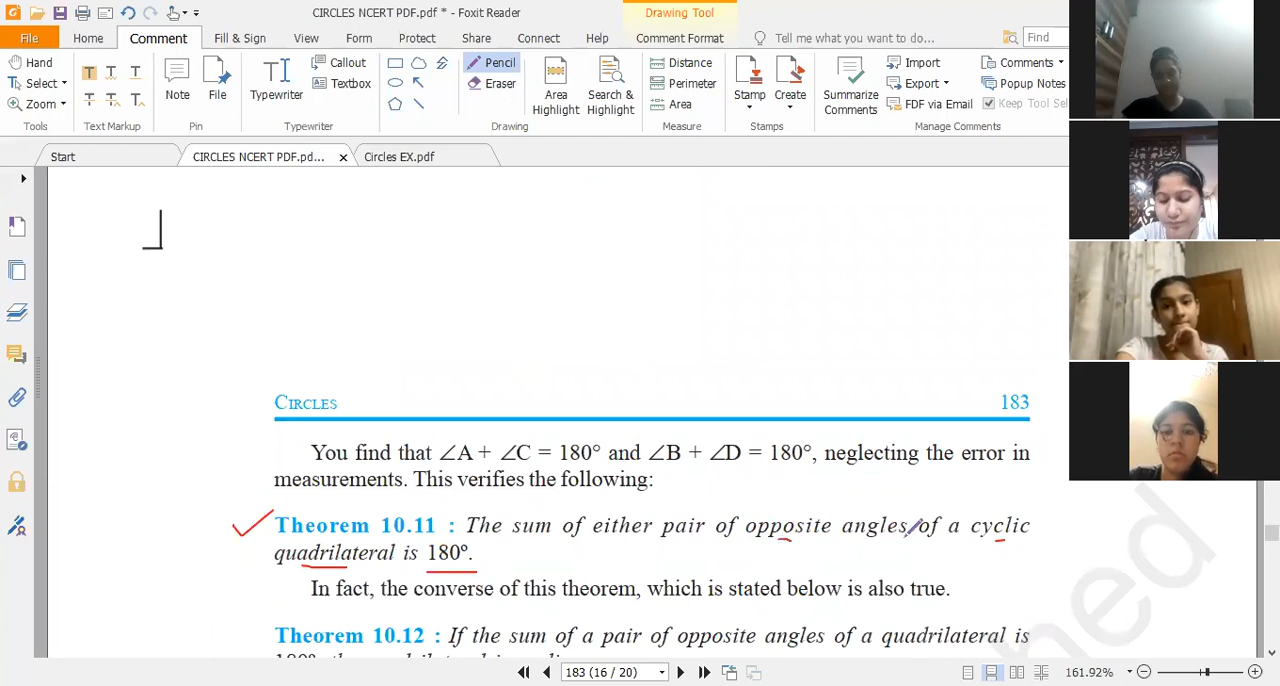 CIRCLES NCERT PDF.pdf * - Foxit Reader
Drawing Tool
File Home Comment Fill & Sign View Form Protect Share Connect Help Comment Format Tell me what you want to do... Find
Hand
Select
Zoom
Tools
Text Markup
Note
File
Pin
Typewriter
Callout
Textbox
Typewriter
Pencil
Eraser
Drawing
Area Highlight
Search & Highlight
Distance
Perimeter
Area
Measure
Stamp
Create
Stamps
Summarize Comments
Import
Export
FDF via Email
Comments
Popup Notes
Keep Tool Sel
Manage Comments
Start
CIRCLES NCERT PDF.pd...
Circles EX.pdf
CIRCLES 183
You find that ∠A + ∠C = 180° and ∠B + ∠D = 180°, neglecting the error in
measurements. This verifies the following:
Theorem 10.11 : The sum of either pair of opposite angles of a cyclic
quadrilateral is 180º.
In fact, the converse of this theorem, which is stated below is also true.
Theorem 10.12 : If the sum of a pair of opposite angles of a quadrilateral is
183 (16 / 20)
161.92%